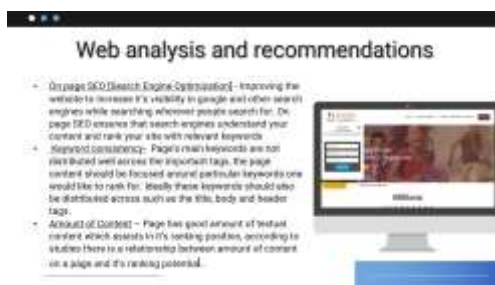 Web analysis and recommendations
On page SEO [Search Engine Optimization]- Improving the
website to increase it's visibility in google and other search
engines while searching wherever people search for. On
page SEO ensures that search engines understand your
content and rank your site with relevant keywords
Keyword consistency- Page's main keywords are not
distributed well across the important tags, the page
content should be focused around particular keywords one
would like to rank for. Ideally these keywords should also
be distributed across such as the title, body and header
tags.
Amount of Content – Page has good amount of textual
content which assists in it's ranking position, according to
studies there is a relationship between amount of content
on a page and it's ranking potential.